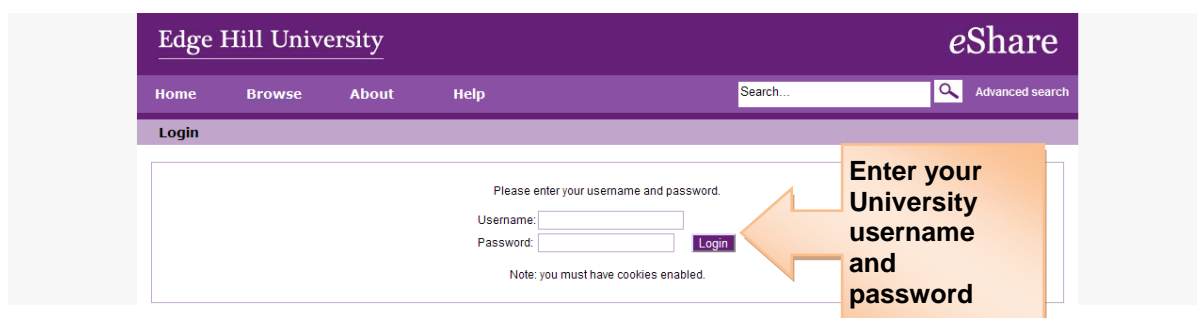 Edge Hill University
eShare
Home Browse About Help Search... Advanced search
Login
Please enter your username and password.
Username:
Password: Login
Note: you must have cookies enabled.
Enter your
University
username
and
password